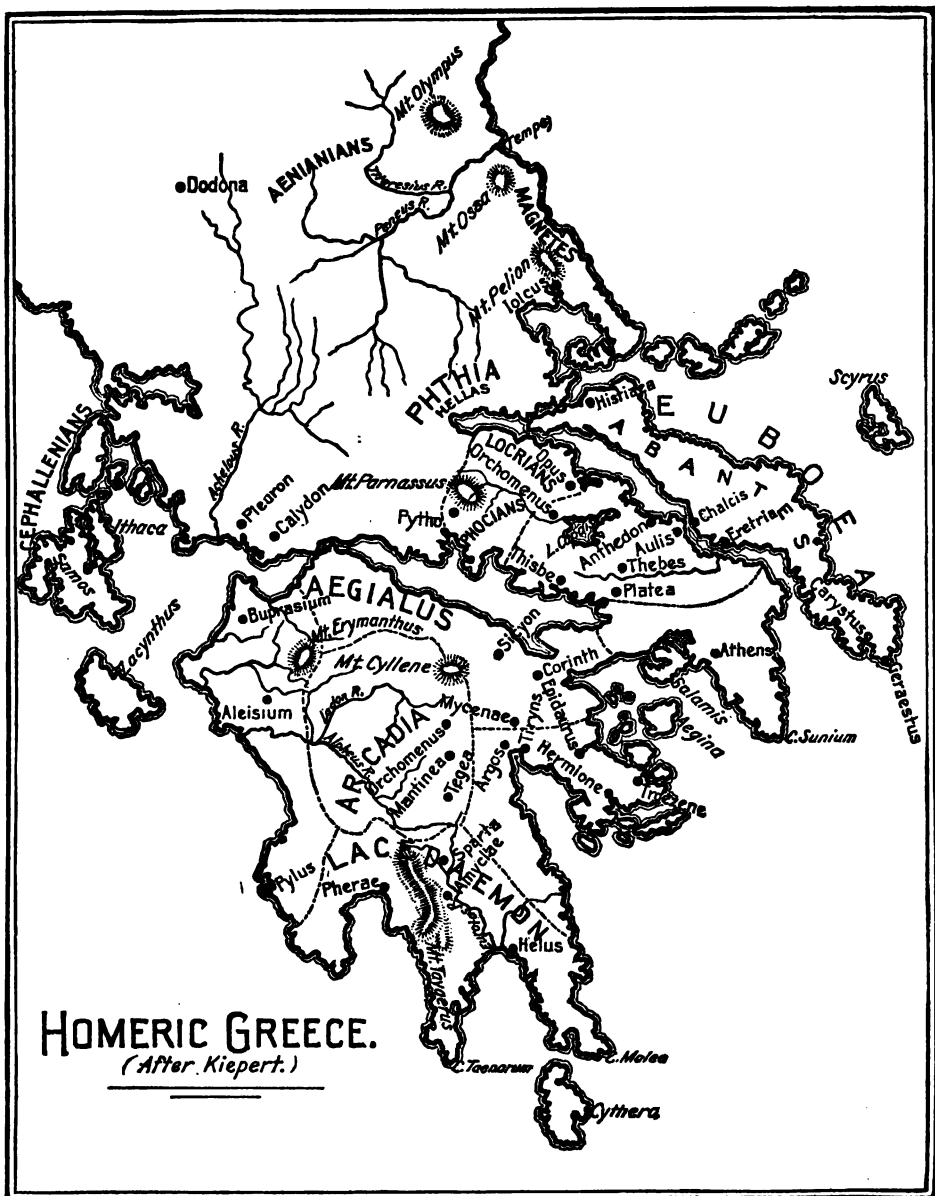 Mt. Olympus
Tempe
AENIANIANS
Dodona
Peneus R.
Mt. Ossa
MAGNETES
Mt. Pelion
Iolcus
PHTHIA
HELLAS
Scyrus
Histiaea
EUBOEA
ABANTES
CEPHALLENIANS
Achelous R.
LOCRIANS
Opus
Orchomenus
Mt. Parnassus
Pleuron
Calydon
Pytho
PHOCIANS
Chalcis
Eretria
Ithaca
Anthedon
Aulis
Thebes
Thisbe
Platea
Samos
AEGIALUS
Buprasium
Mt. Erymanthus
Sicyon
Carystus
Geraestus
Zacynthus
Mt. Cyllene
Corinth
Athens
Salamis
Aegina
Aleisium
Ladon R.
Alpheus R.
ARCADIA
Orchomenus
Mycenae
Tiryns
Epidaurus
C. Sunium
Mantinea
Tegea
Argos
Hermione
LACEDAEMON
Sparta
Amyclae
Pylus
Pherae
Helus
Mt. Taygetus
HOMERIC GREECE.
(After Kiepert.)
C. Taenarum
C. Malea
Cythera